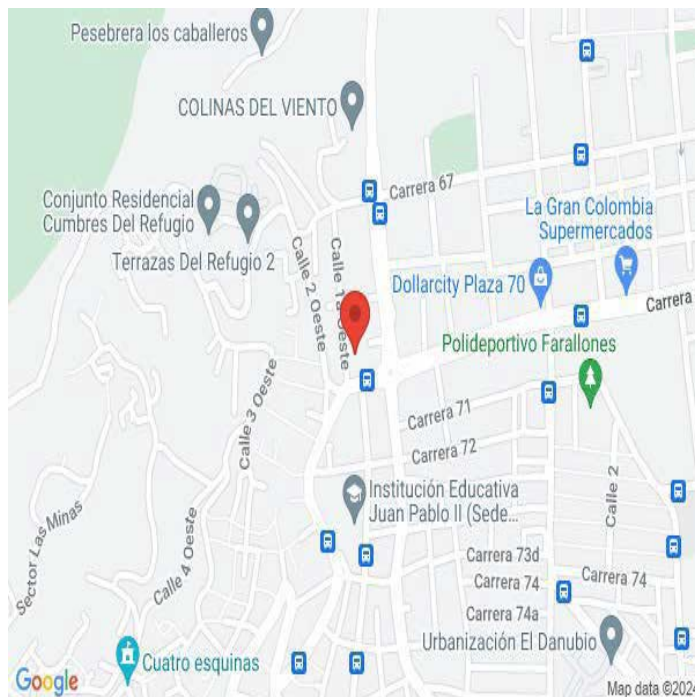 Pesebrera los caballeros
COLINAS DEL VIENTO
Carrera 67
Conjunto Residencial
Cumbres Del Refugio
La Gran Colombia
Supermercados
Terrazas Del Refugio 2
Calle 2 Oeste
Calle 1a Oeste
Dollarcity Plaza 70
Carrera
Polideportivo Farallones
Calle 3 Oeste
Carrera 71
Carrera 72
Calle 2
Institución Educativa
Juan Pablo II (Sede...
Sector Las Minas
Calle 4 Oeste
Carrera 73d
Carrera 74
Carrera 74
Carrera 74a
Urbanización El Danubio
Cuatro esquinas
Google
Map data ©202